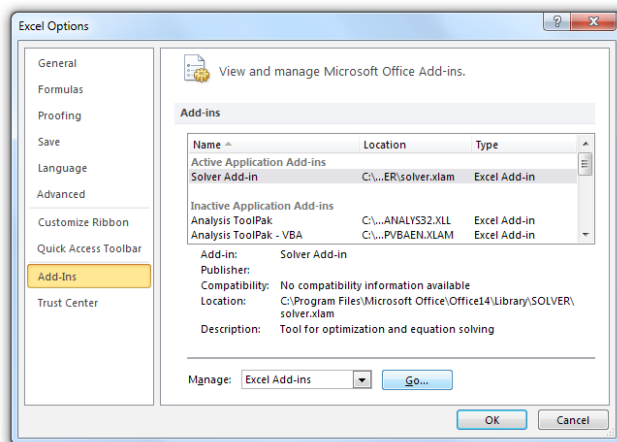 Excel Options
General
Formulas
Proofing
Save
Language
Advanced
Customize Ribbon
Quick Access Toolbar
Add-Ins
Trust Center
View and manage Microsoft Office Add-ins.
Add-ins
Name Location Type
Active Application Add-ins
Solver Add-in C:\...ER\solver.xlam Excel Add-in
Inactive Application Add-ins
Analysis ToolPak C:\...ANALYS32.XLL Excel Add-in
Analysis ToolPak - VBA C:\...PVBAEN.XLAM Excel Add-in
Add-in: Solver Add-in
Publisher:
Compatibility: No compatibility information available
Location: C:\Program Files\Microsoft Office\Office14\Library\SOLVER\
solver.xlam
Description: Tool for optimization and equation solving
Manage: Excel Add-ins Go...
OK Cancel